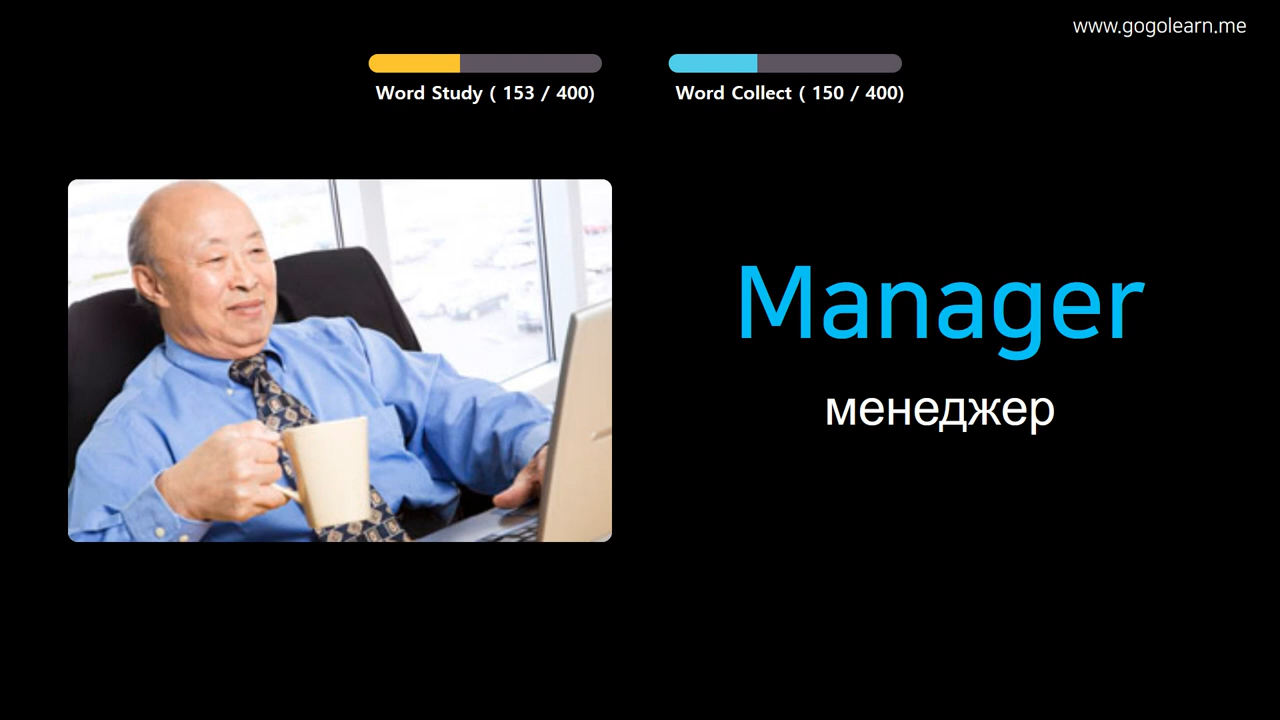 www.gogolearn.me
Word Study ( 153 / 400)
Word Collect ( 150 / 400)
Manager
менеджер